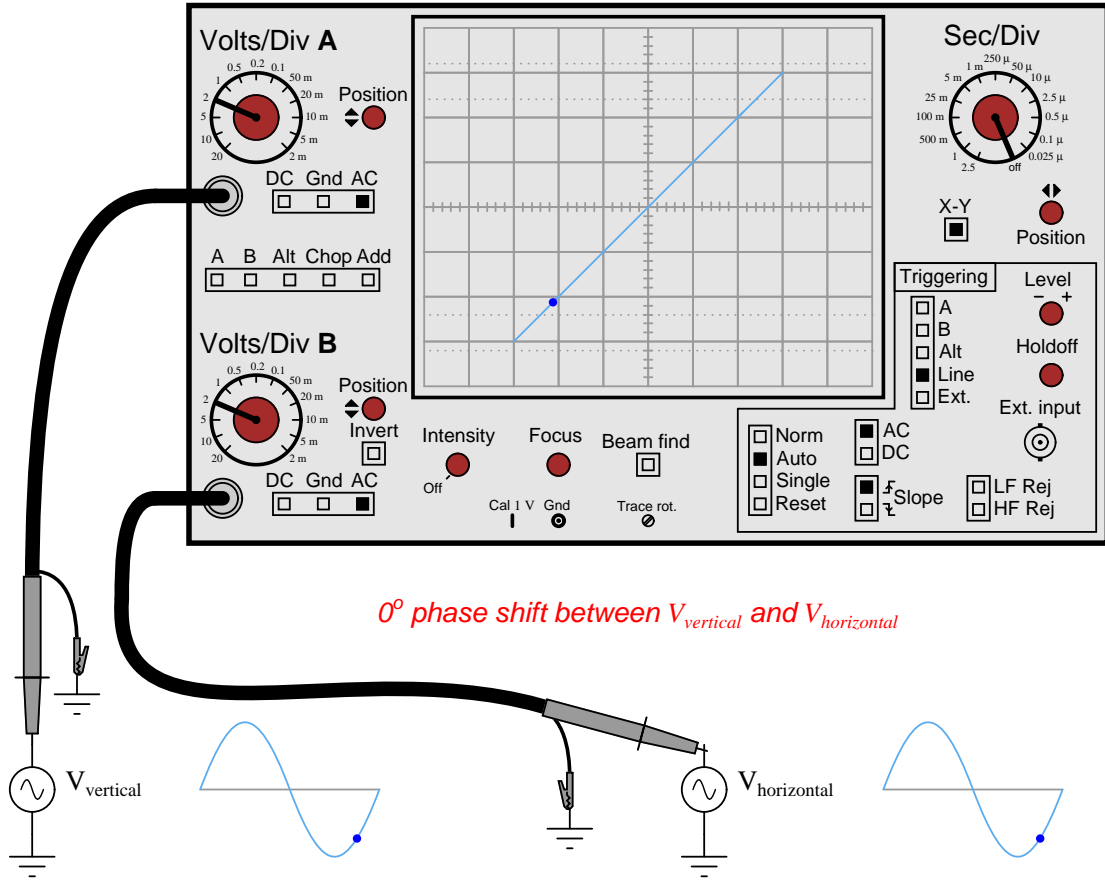 Volts/Div A
20
10
5
2
1
0.5
0.2
0.1
50 m
20 m
10 m
5 m
2 m
Position
DC Gnd AC
A B Alt Chop Add
Volts/Div B
20
10
5
2
1
0.5
0.2
0.1
50 m
20 m
10 m
5 m
2 m
Position
Invert
DC Gnd AC
Intensity
Off
Focus
Beam find
Cal 1 V Gnd
Trace rot.
Sec/Div
2.5
1
500 m
100 m
25 m
5 m
1 m
250 µ
50 µ
10 µ
2.5 µ
0.5 µ
0.1 µ
0.025 µ
off
X-Y
Position
Triggering
A
B
Alt
Line
Ext.
Level
− +
Holdoff
Ext. input
Norm
Auto
Single
Reset
AC
DC
Slope
LF Rej
HF Rej
0° phase shift between Vvertical and Vhorizontal
Vvertical
Vhorizontal